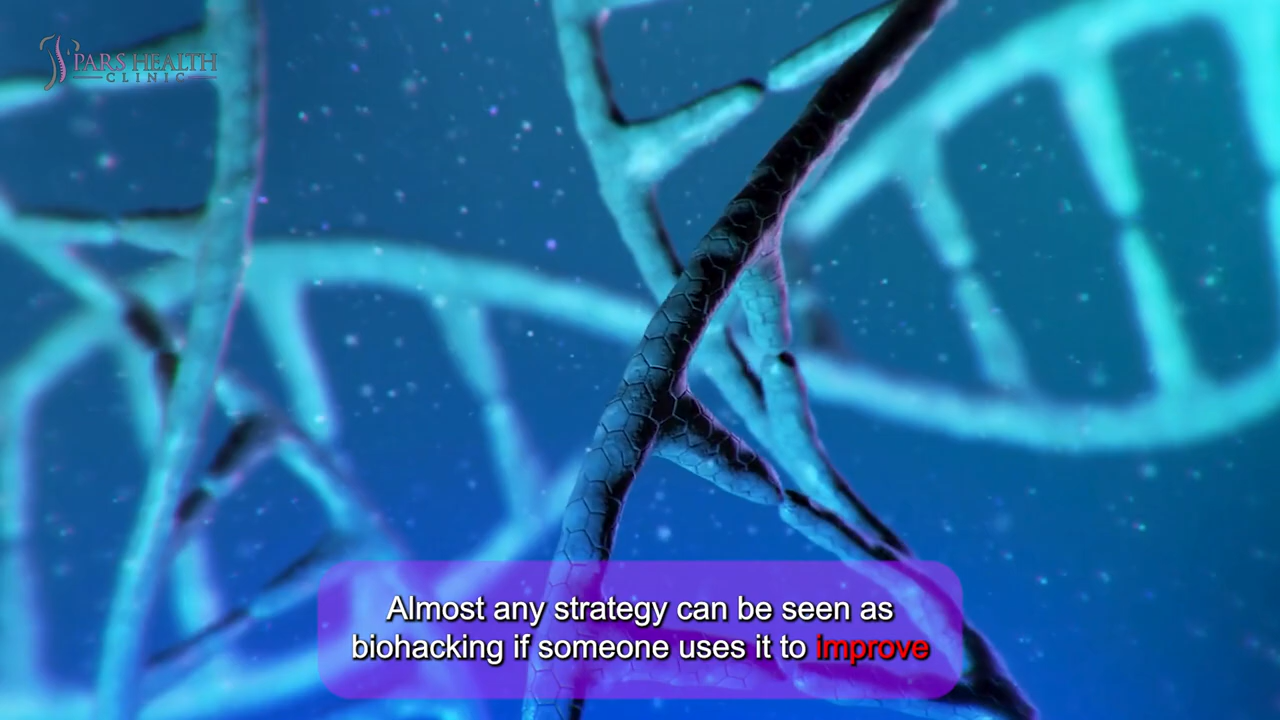 PARS HEALTH
CLINIC
Almost any strategy can be seen as
biohacking if someone uses it to improve